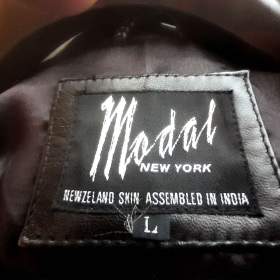 Modal
NEW YORK
NEWZELAND SKIN ASSEMBLED IN INDIA
L